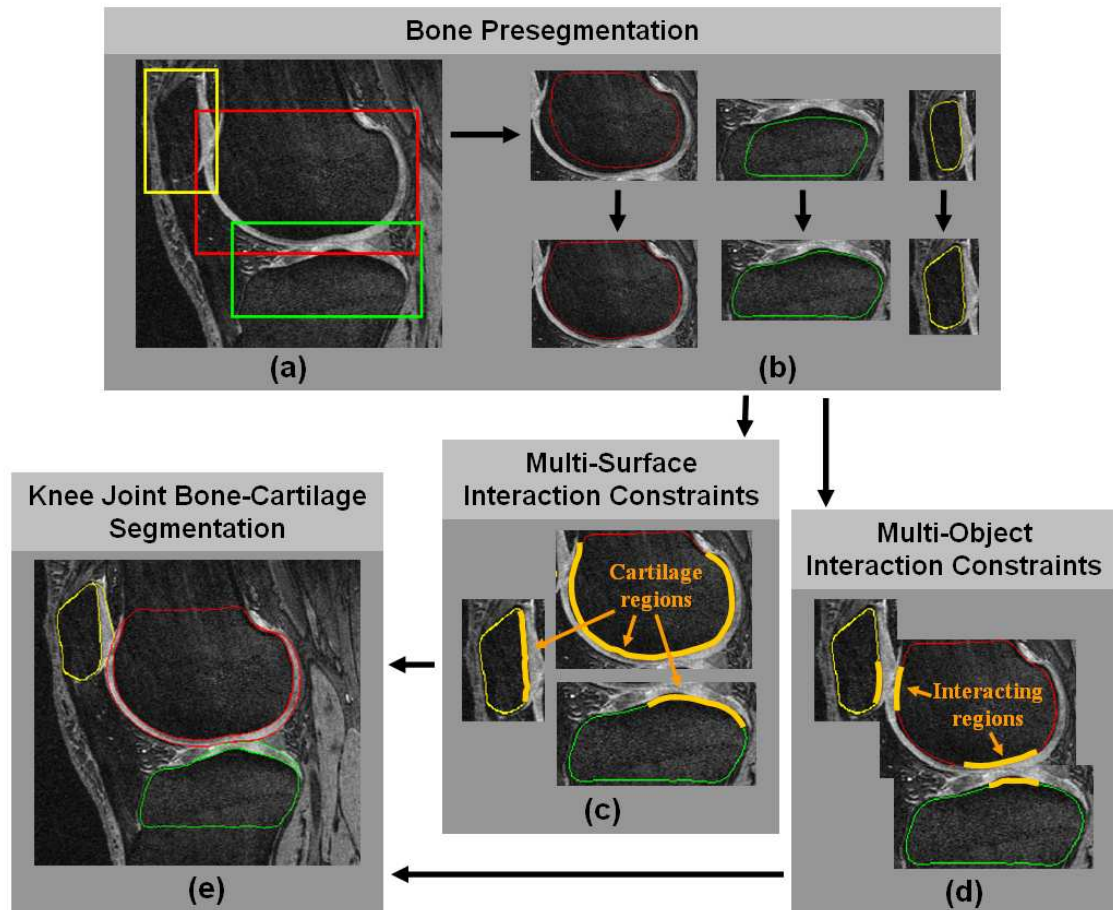 Bone Presegmentation
(a)
(b)
Multi-Surface
Interaction Constraints
Cartilage
regions
(c)
Knee Joint Bone-Cartilage
Segmentation
(e)
Multi-Object
Interaction Constraints
Interacting
regions
(d)